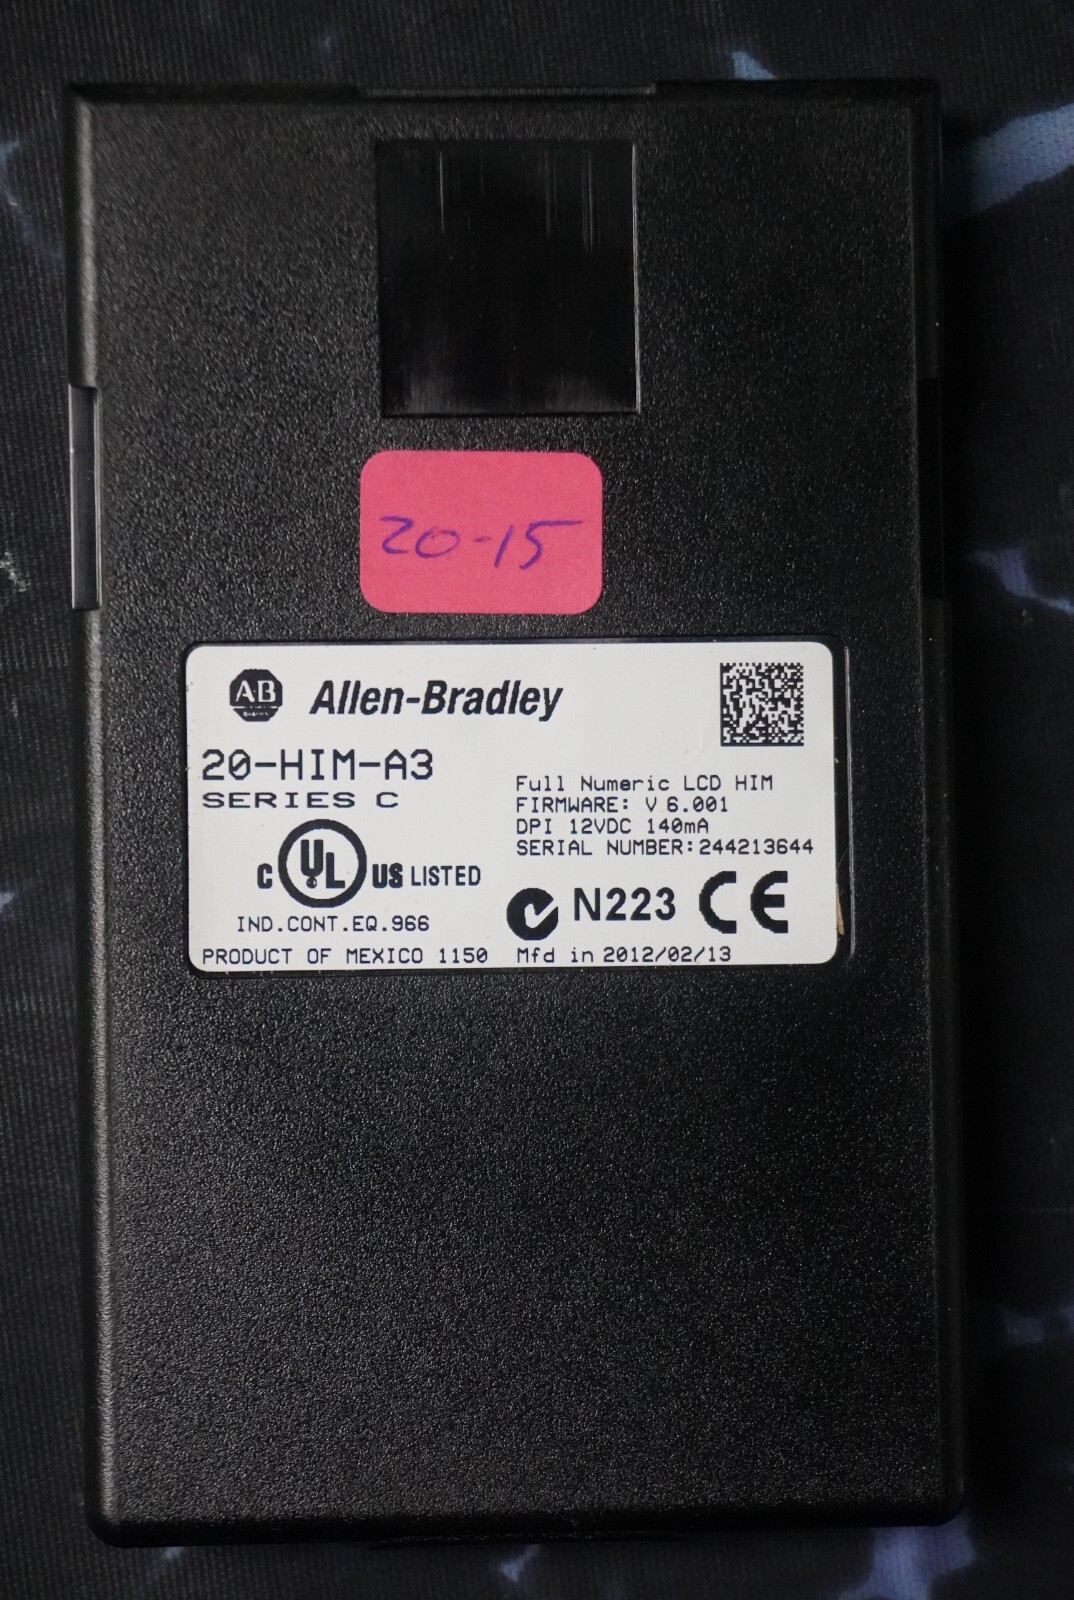 20-15
AB
Allen-Bradley
20-HIM-A3
SERIES C
Full Numeric LCD HIM
FIRMWARE: V 6.001
DPI 12VDC 140mA
SERIAL NUMBER:244213644
C UL US LISTED
IND.CONT.EQ.966
N223 CE
PRODUCT OF MEXICO 1150
Mfd in 2012/02/13